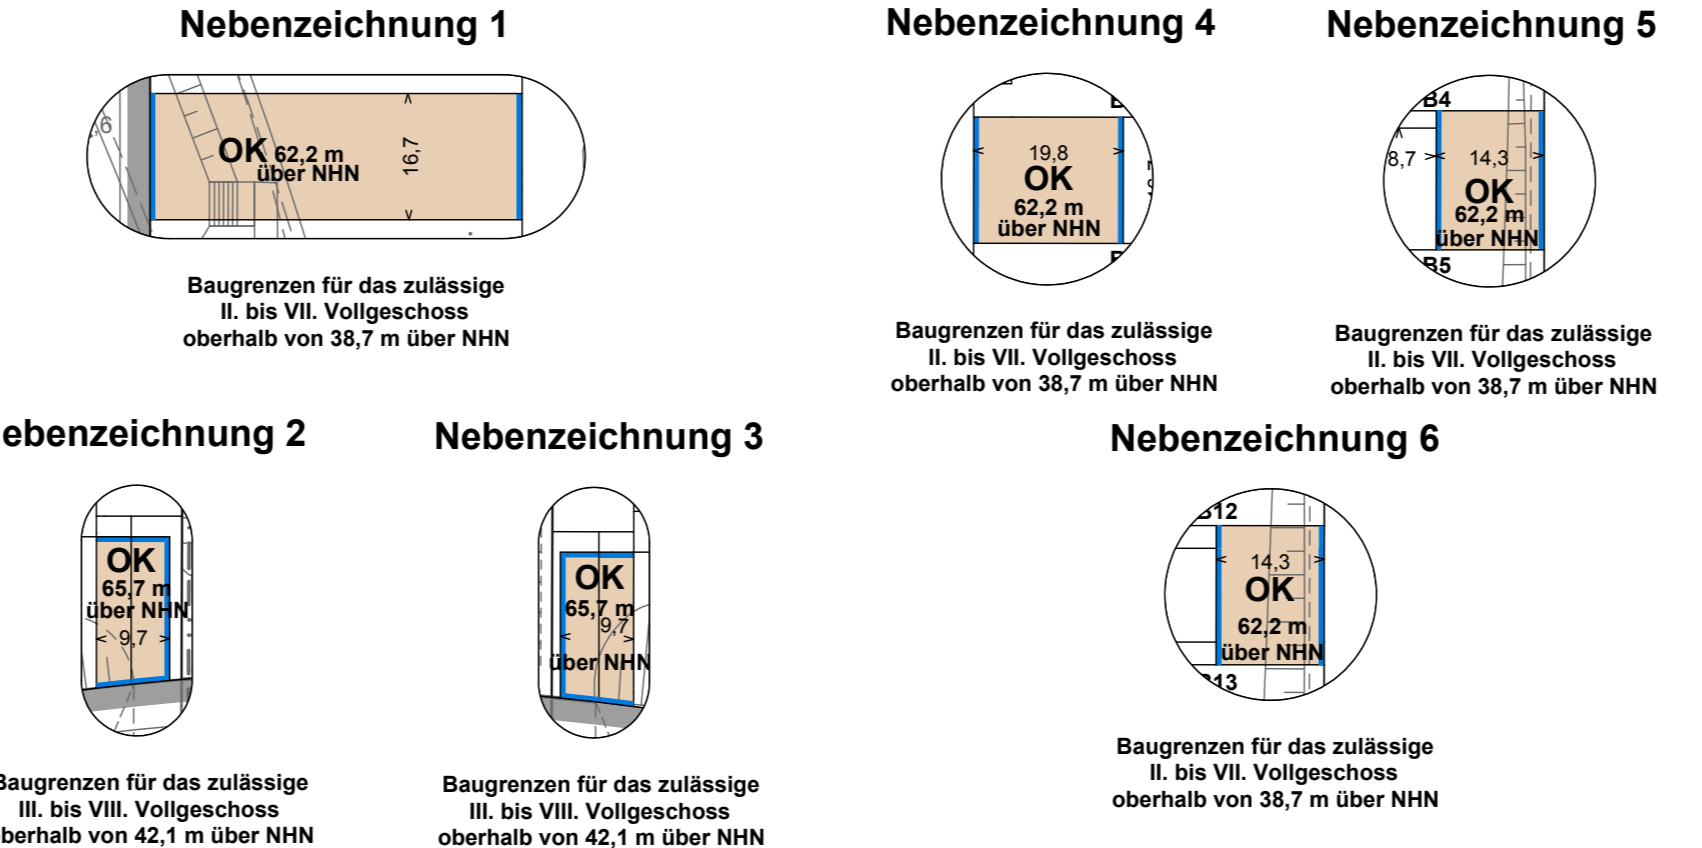 Nebenzeichnung 1
,6
OK 62,2 m
über NHN
16,7
Baugrenzen für das zulässige
II. bis VII. Vollgeschoss
oberhalb von 38,7 m über NHN
Nebenzeichnung 4
19,8
OK
62,2 m
über NHN
Baugrenzen für das zulässige
II. bis VII. Vollgeschoss
oberhalb von 38,7 m über NHN
Nebenzeichnung 5
B4
8,7
14,3
OK
62,2 m
über NHN
B5
Baugrenzen für das zulässige
II. bis VII. Vollgeschoss
oberhalb von 38,7 m über NHN
ebenzeichnung 2
OK
65,7 m
über NHN
9,7
Baugrenzen für das zulässige
III. bis VIII. Vollgeschoss
oberhalb von 42,1 m über NHN
Nebenzeichnung 3
OK
65,7 m
9,7
über NHN
Baugrenzen für das zulässige
III. bis VIII. Vollgeschoss
oberhalb von 42,1 m über NHN
Nebenzeichnung 6
B12
14,3
OK
62,2 m
über NHN
B13
Baugrenzen für das zulässige
II. bis VII. Vollgeschoss
oberhalb von 38,7 m über NHN